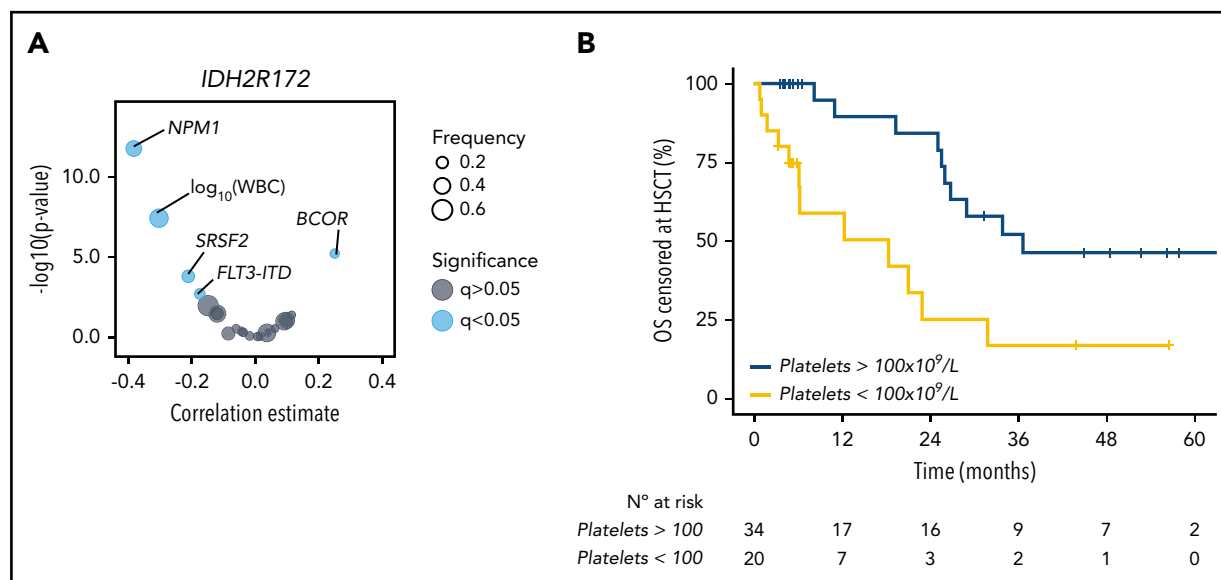 A
IDH2R172
-log10(p-value)
10.0
5.0
0.0
-0.4
-0.2
0.0
0.2
0.4
Correlation estimate
NPM1
log10(WBC)
BCOR
SRSF2
FLT3-ITD
Frequency
0.2
0.4
0.6
Significance
q>0.05
q<0.05
B
OS censored at HSCT (%)
100
75
50
25
0
Platelets > 100x10⁹/L
Platelets < 100x10⁹/L
0 12 24 36 48 60
Time (months)
N° at risk
Platelets > 100 34 17 16 9 7 2
Platelets < 100 20 7 3 2 1 0